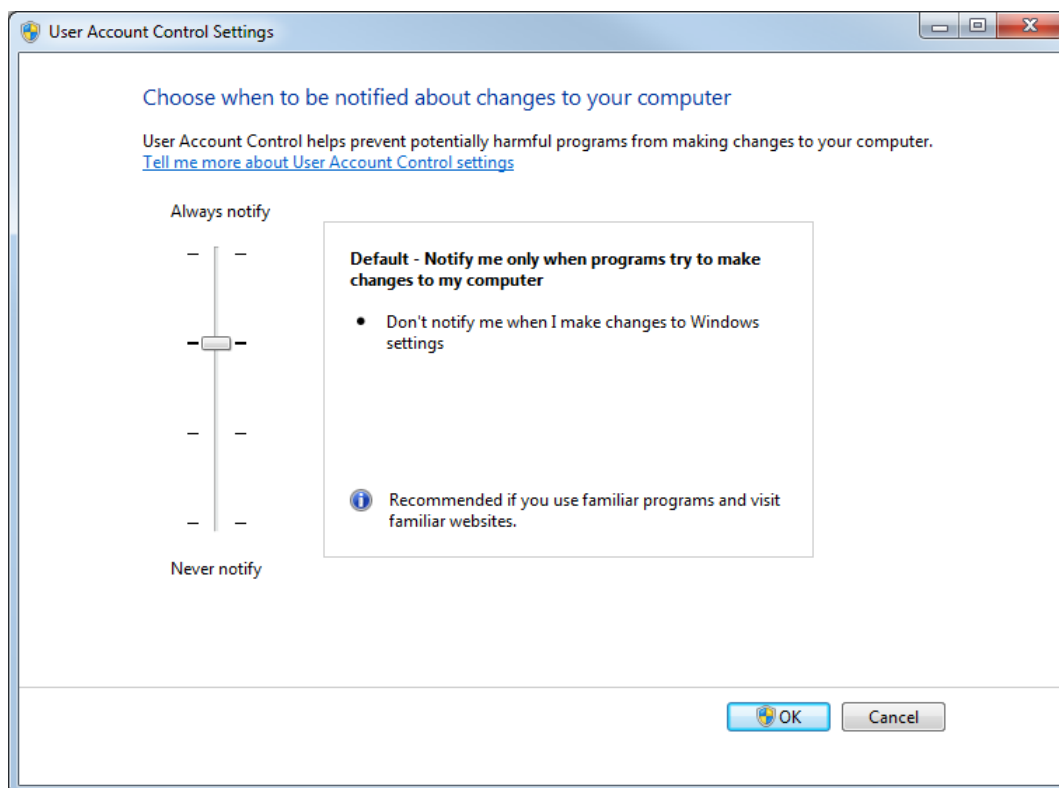 User Account Control Settings
Choose when to be notified about changes to your computer
User Account Control helps prevent potentially harmful programs from making changes to your computer.
Tell me more about User Account Control settings
Always notify
Default - Notify me only when programs try to make
changes to my computer
• Don't notify me when I make changes to Windows
settings
Recommended if you use familiar programs and visit
familiar websites.
Never notify
OK Cancel